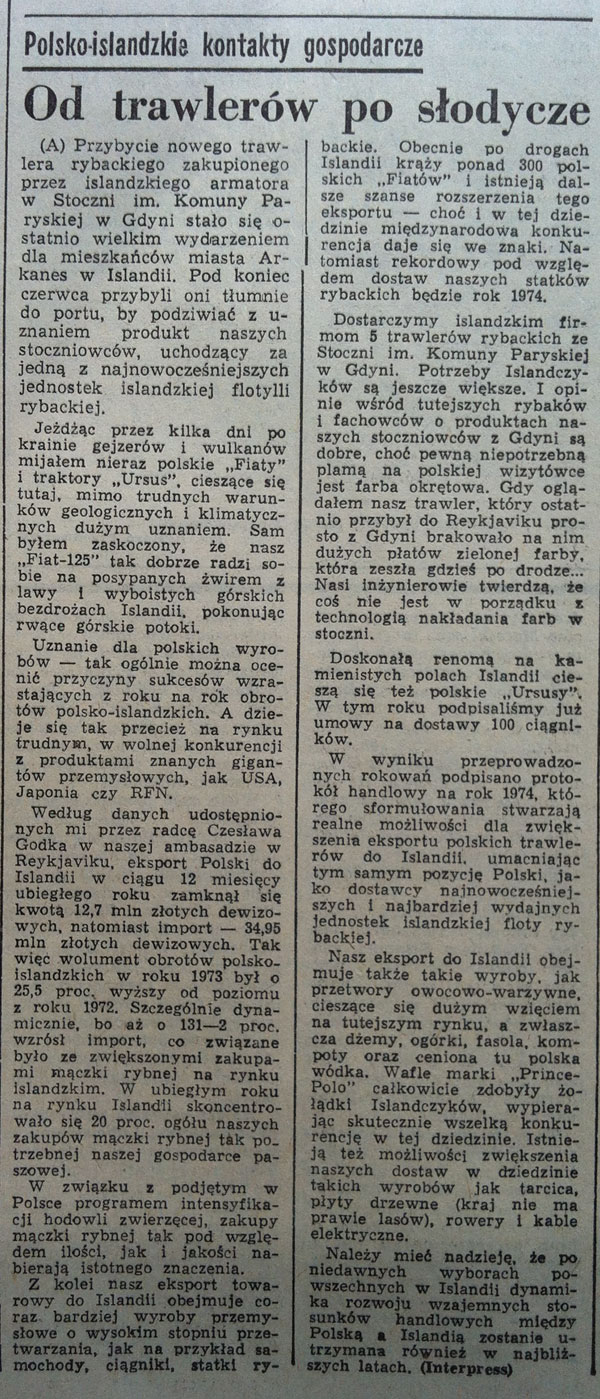 Polsko-islandzkie kontakty gospodarcze
Od trawlerów po słodycze
(A) Przybycie nowego traw-
lera rybackiego zakupionego
przez islandzkiego armatora
w Stoczni im. Komuny Pa-
ryskiej w Gdyni stało się o-
statnio wielkim wydarzeniem
dla mieszkańców miasta Ar-
kanes w Islandii. Pod koniec
czerwca przybyli oni tłumnie
do portu, by podziwiać z u-
znaniem produkt naszych
stoczniowców, uchodzący za
jedną z najnowocześniejszych
jednostek islandzkiej flotylli
rybackiej.
Jeżdżąc przez kilka dni po
krainie gejzerów i wulkanów
mijałem nieraz polskie „Fiaty"
i traktory „Ursus", cieszące się
tutaj, mimo trudnych warun-
ków geologicznych i klimatycz-
nych dużym uznaniem. Sam
byłem zaskoczony, że nasz
„Fiat-125" tak dobrze radzi so-
bie na posypanych żwirem z
lawy i wyboistych górskich
bezdrożach Islandii, pokonując
rwące górskie potoki.
Uznanie dla polskich wyro-
bów — tak ogólnie można oce-
nić przyczyny sukcesów wzra-
stających z roku na rok obro-
tów polsko-islandzkich. A dzie-
je się tak przecież na rynku
trudnym, w wolnej konkurencji
z produktami znanych gigan-
tów przemysłowych, jak USA,
Japonia czy RFN.
Według danych udostępnio-
nych mi przez radcę Czesława
Godka w naszej ambasadzie w
Reykjaviku, eksport Polski do
Islandii w ciągu 12 miesięcy
ubiegłego roku zamknął się
kwotą 12,7 mln złotych dewizo-
wych, natomiast import — 34,95
mln złotych dewizowych. Tak
więc wolument obrotów polsko-
islandzkich w roku 1973 był o
25,5 proc. wyższy od poziomu
z roku 1972. Szczególnie dyna-
micznie, bo aż o 131—2 proc.
wzrósł import, co związane
było ze zwiększonymi zakupa-
mi mączki rybnej na rynku
islandzkim. W ubiegłym roku
na rynku Islandii skoncentro-
wało się 20 proc. ogółu naszych
zakupów mączki rybnej tak po-
trzebnej naszej gospodarce pa-
szowej.
W związku z podjętym w
Polsce programem intensyfika-
cji hodowli zwierzęcej, zakupy
mączki rybnej tak pod wzglę-
dem ilości, jak i jakości na-
bierają istotnego znaczenia.
Z kolei nasz eksport towa-
rowy do Islandii obejmuje co-
raz bardziej wyroby przemy-
słowe o wysokim stopniu prze-
twarzania, jak na przykład sa-
mochody, ciągniki, statki ry-
backie. Obecnie po drogach
Islandii krąży ponad 300 pol-
skich „Fiatów" i istnieją dal-
sze szanse rozszerzenia tego
eksportu — choć i w tej dzie-
dzinie międzynarodowa konku-
rencja daje się we znaki. Na-
tomiast rekordowy pod wzglę-
dem dostaw naszych statków
rybackich będzie rok 1974.
Dostarczymy islandzkim fir-
mom 5 trawlerów rybackich ze
Stoczni im. Komuny Paryskiej
w Gdyni. Potrzeby Islandczy-
ków są jeszcze większe. I opi-
nie wśród tutejszych rybaków
i fachowców o produktach na-
szych stoczniowców z Gdyni są
dobre, choć pewną niepotrzebną
plamą na polskiej wizytówce
jest farba okrętowa. Gdy oglą-
dałem nasz trawler, który ostat-
nio przybył do Reykjaviku pro-
sto z Gdyni brakowało na nim
dużych płatów zielonej farby,
która zeszła gdzieś po drodze...
Nasi inżynierowie twierdzą, że
coś nie jest w porządku z
technologią nakładania farb w
stoczni.
Doskonałą renomą na ka-
mienistych polach Islandii cie-
szą się też polskie „Ursusy".
W tym roku podpisaliśmy już
umowy na dostawy 100 ciągni-
ków.
W wyniku przeprowadzo-
nych rokowań podpisano proto-
kół handlowy na rok 1974, któ-
rego sformułowania stwarzają
realne możliwości dla zwięk-
szenia eksportu polskich trawle-
rów do Islandii, umacniając
tym samym pozycję Polski, ja-
ko dostawcy najnowocześniej-
szych i najbardziej wydajnych
jednostek islandzkiej floty ry-
backiej.
Nasz eksport do Islandii obej-
muje także takie wyroby, jak
przetwory owocowo-warzywne,
cieszące się dużym wzięciem
na tutejszym rynku, a zwłasz-
cza dżemy, ogórki, fasola, kom-
poty oraz ceniona tu polska
wódka. Wafle marki „Prince-
Polo" całkowicie zdobyły żo-
łądki Islandczyków, wypiera-
jąc skutecznie wszelką konku-
rencję w tej dziedzinie. Istnie-
ją też możliwości zwiększenia
naszych dostaw w dziedzinie
takich wyrobów jak tarcica,
płyty drzewne (kraj nie ma
prawie lasów), rowery i kable
elektryczne.
Należy mieć nadzieję, że po
niedawnych wyborach po-
wszechnych w Islandii dynami-
ka rozwoju wzajemnych sto-
sunków handlowych między
Polską a Islandią zostanie u-
trzymana również w najbliż-
szych latach. (Interpress)